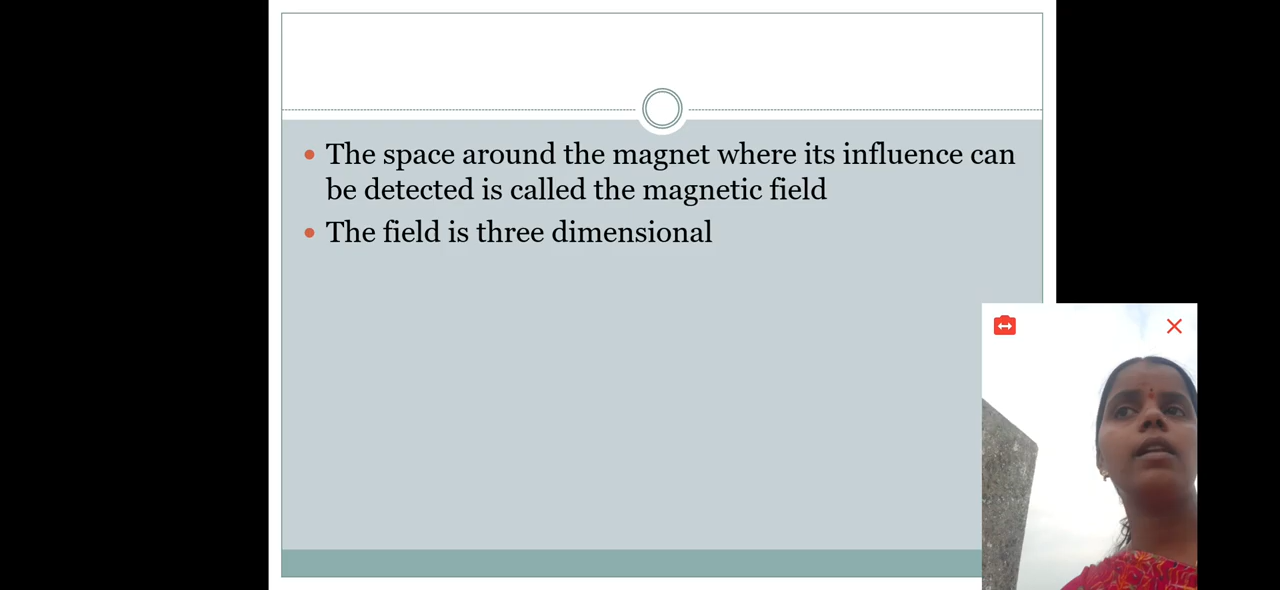 The space around the magnet where its influence can
be detected is called the magnetic field
The field is three dimensional